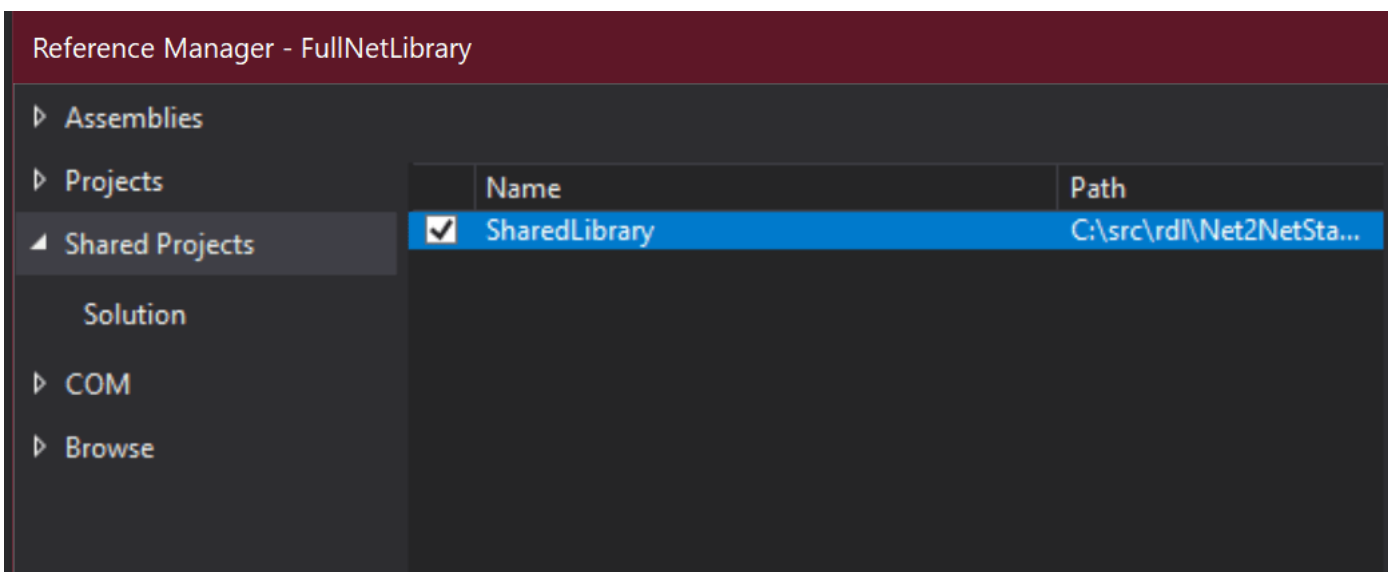 Reference Manager - FullNetLibrary
Assemblies
Projects
Shared Projects
Solution
COM
Browse
Name Path
SharedLibrary C:\src\rdl\Net2NetSta...